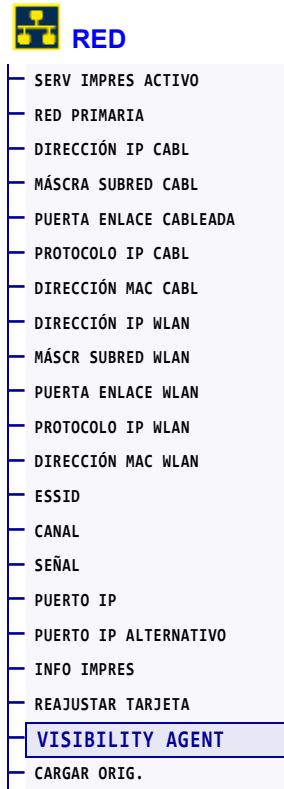 RED
SERV IMPRES ACTIVO
RED PRIMARIA
DIRECCIÓN IP CABL
MÁSCRA SUBRED CABL
PUERTA ENLACE CABLEADA
PROTOCOLO IP CABL
DIRECCIÓN MAC CABL
DIRECCIÓN IP WLAN
MÁSCR SUBRED WLAN
PUERTA ENLACE WLAN
PROTOCOLO IP WLAN
DIRECCIÓN MAC WLAN
ESSID
CANAL
SEÑAL
PUERTO IP
PUERTO IP ALTERNATIVO
INFO IMPRES
REAJUSTAR TARJETA
VISIBILITY AGENT
CARGAR ORIG.